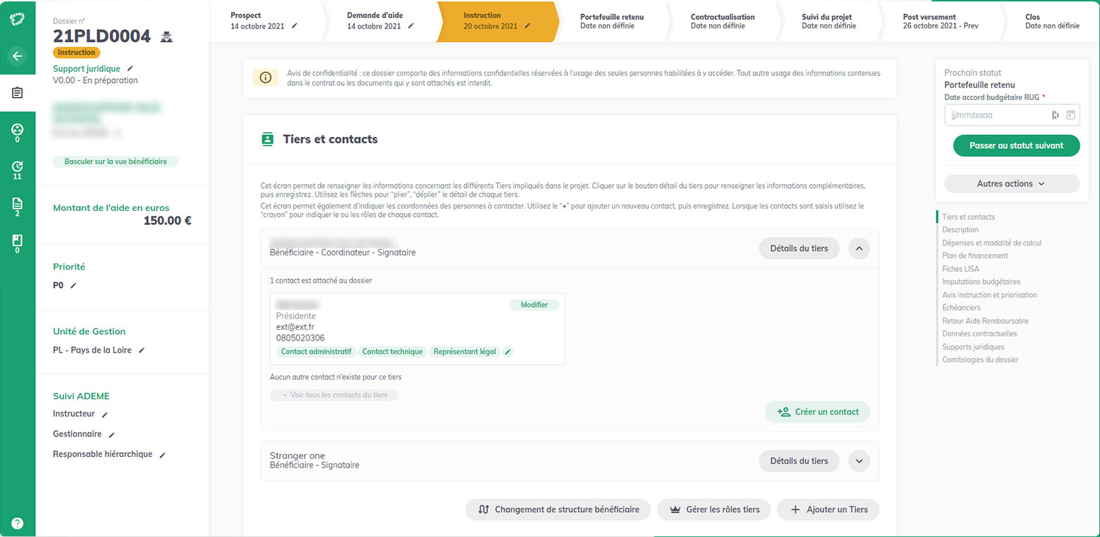 Prospect
14 octobre 2021
Demande d'aide
14 octobre 2021
Instruction
20 octobre 2021
Portefeuille retenu
Date non définie
Contractualisation
Date non définie
Suivi du projet
Date non définie
Post versement
26 octobre 2021 - Prev
Clos
Date non définie
Dossier n°
21PLD0004
Instruction
Support juridique
V0.00 - En préparation
Basculer sur la vue bénéficiaire
Montant de l'aide en euros
150.00 €
Priorité
P0
Unité de Gestion
PL - Pays de la Loire
Suivi ADEME
Instructeur
Gestionnaire
Responsable hiérarchique
0
11
2
0
Avis de confidentialité : ce dossier comporte des informations confidentielles réservées à l'usage des seules personnes habilitées à y accéder. Tout autre usage des informations contenues
dans le contrat ou les documents qui y sont attachés est interdit.
Tiers et contacts
Cet écran permet de renseigner les informations concernant les différents Tiers impliqués dans le projet. Cliquer sur le bouton détail du tiers pour renseigner les informations complémentaires,
puis enregistrez. Utilisez les flèches pour "plier", "déplier" le détail de chaque tiers.
Cet écran permet également d'indiquer les coordonnées des personnes à contacter. Utilisez le "+" pour ajouter un nouveau contact, puis enregistrez. Lorsque les contacts sont saisis utilisez le
"crayon" pour indiquer le ou les rôles de chaque contact.
Bénéficiaire - Coordinateur - Signataire
Détails du tiers
1 contact est attaché au dossier
Modifier
Présidente
ext@ext.fr
0805020306
Contact administratif
Contact technique
Représentant légal
Aucun autre contact n'existe pour ce tiers
+ Voir tous les contacts du tiers
Créer un contact
Stranger one
Bénéficiaire - Signataire
Détails du tiers
Changement de structure bénéficiaire
Gérer les rôles tiers
+ Ajouter un Tiers
Prochain statut
Portefeuille retenu
Date accord budgétaire RUG *
jj/mm/aaaa
Passer au statut suivant
Autres actions
Tiers et contacts
Description
Dépenses et modalité de calcul
Plan de financement
Fiches LISA
Imputations budgétaires
Avis instruction et priorisation
Échéanciers
Retour Aide Remboursable
Données contractuelles
Supports juridiques
Comitologies du dossier